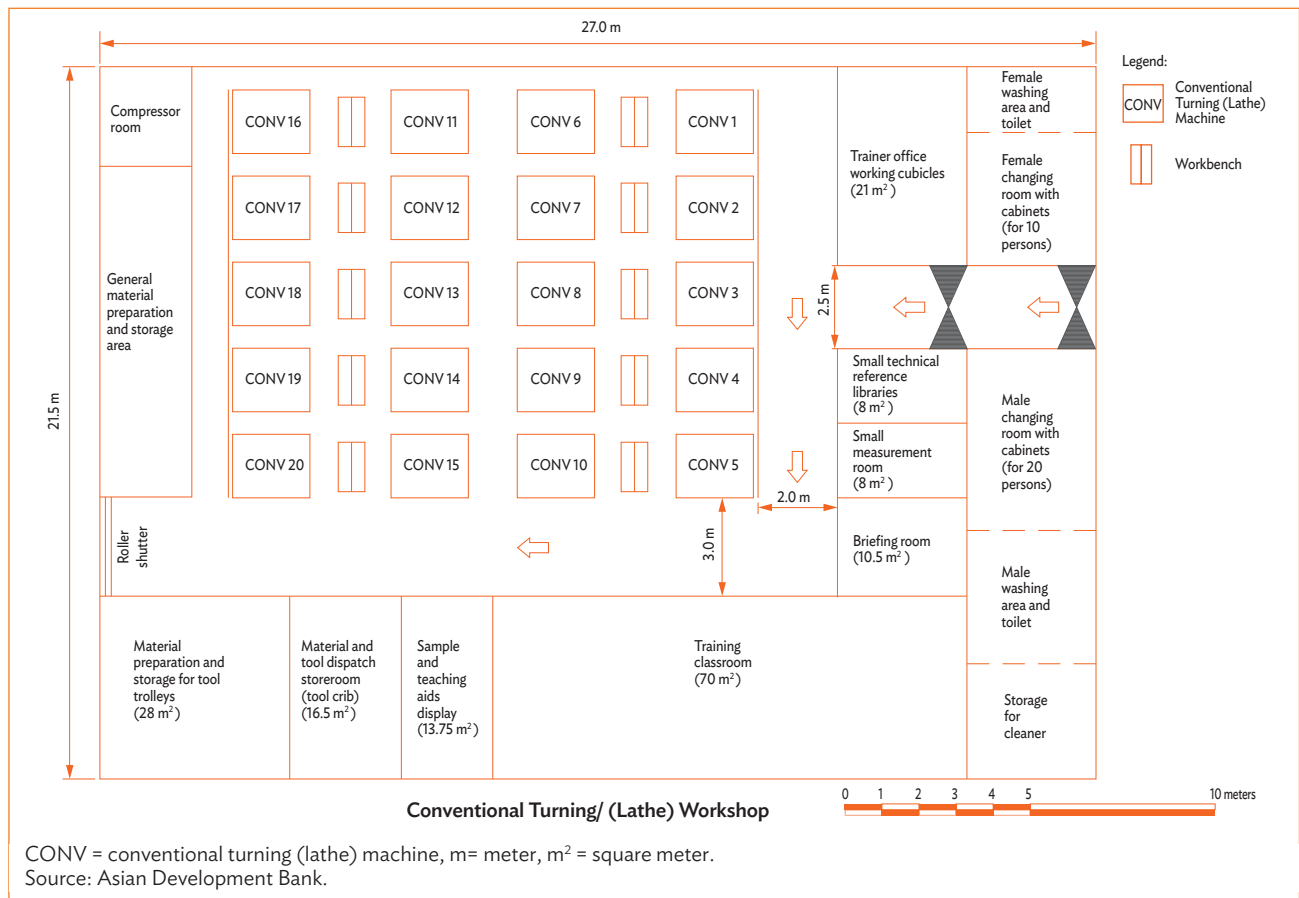 27.0 m
Legend:
CONV
Conventional
Turning (Lathe)
Machine
Workbench
Compressor
room
CONV 16
CONV 11
CONV 6
CONV 1
Trainer office
working cubicles
(21 m²)
Female
washing
area and
toilet
Female
changing
room with
cabinets
(for 10
persons)
CONV 17
CONV 12
CONV 7
CONV 2
General
material
preparation
and storage
area
CONV 18
CONV 13
CONV 8
CONV 3
2.5 m
21.5 m
CONV 19
CONV 14
CONV 9
CONV 4
Small technical
reference
libraries
(8 m²)
Male
changing
room with
cabinets
(for 20
persons)
CONV 20
CONV 15
CONV 10
CONV 5
Small
measurement
room
(8 m²)
2.0 m
Roller
shutter
3.0 m
Briefing room
(10.5 m²)
Male
washing
area and
toilet
Material
preparation and
storage for tool
trolleys
(28 m²)
Material and
tool dispatch
storeroom
(tool crib)
(16.5 m²)
Sample
and
teaching
aids
display
(13.75 m²)
Training
classroom
(70 m²)
Storage
for
cleaner
Conventional Turning/ (Lathe) Workshop
0 1 2 3 4 5 10 meters
CONV = conventional turning (lathe) machine, m= meter, m² = square meter.
Source: Asian Development Bank.